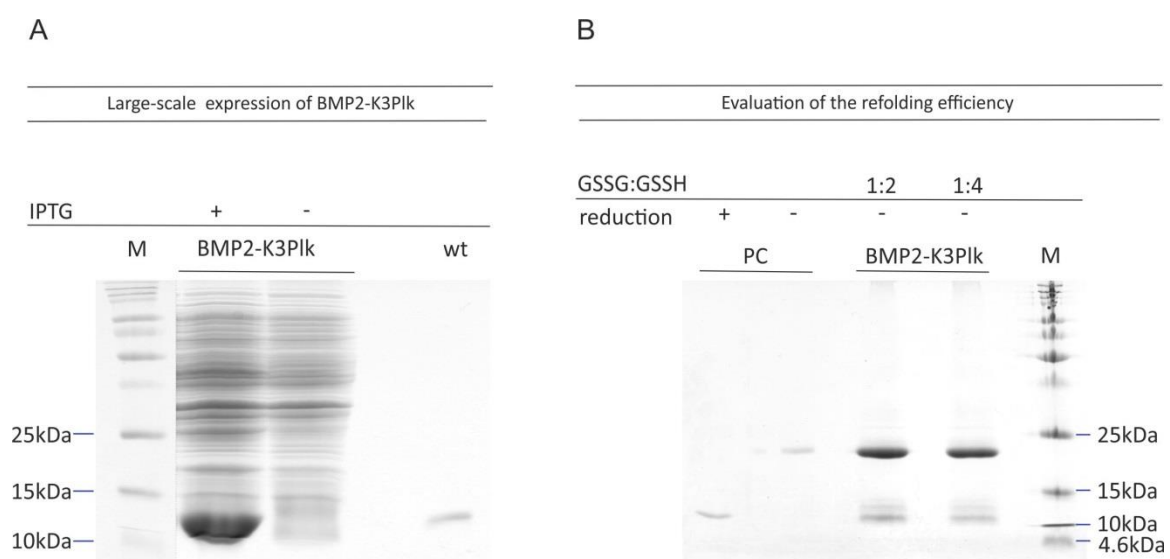 A
Large-scale expression of BMP2-K3Plk
IPTG + -
M BMP2-K3Plk wt
25kDa
15kDa
10kDa
B
Evaluation of the refolding efficiency
GSSG:GSSH 1:2 1:4
reduction + - - -
PC BMP2-K3Plk M
25kDa
15kDa
10kDa
4.6kDa